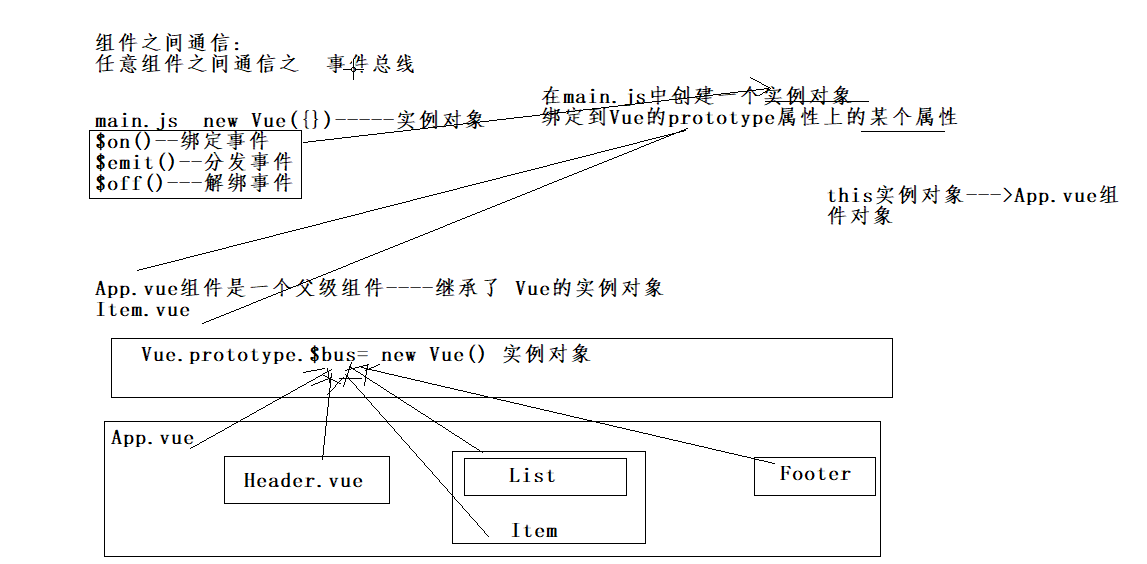 组件之间通信:
任意组件之间通信之  事件总线
在main.js中创建一个实例对象
绑定到Vue的prototype属性上的某个属性
main.js  new Vue({})-----实例对象
$on()--绑定事件
$emit()--分发事件
$off()---解绑事件
this实例对象--->App.vue组
件对象
App.vue组件是一个父级组件----继承了 Vue的实例对象
Item.vue
Vue.prototype.$bus= new Vue() 实例对象
App.vue
Header.vue
List
Footer
Item